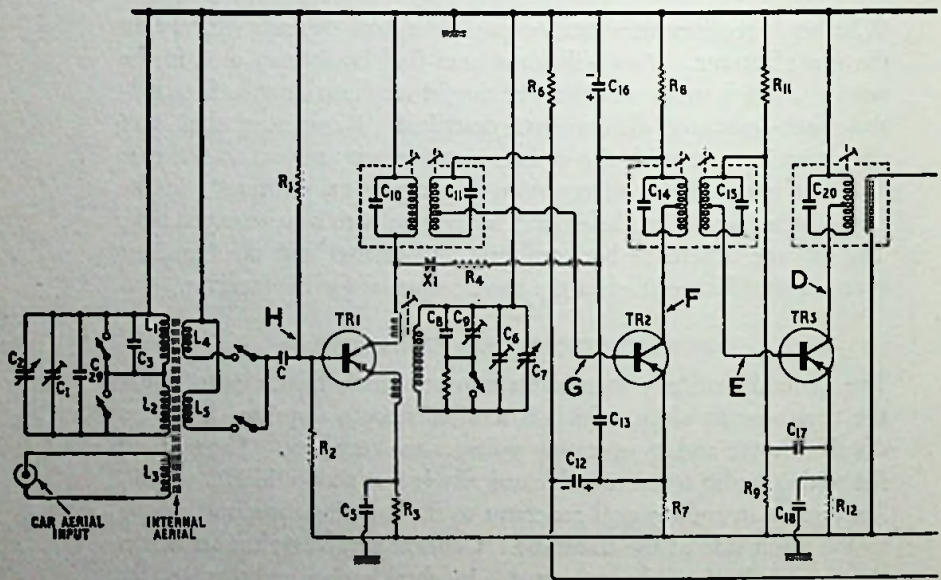 R6
C16
R8
R11
R1
C10
C11
C14
C15
C20
X1
R4
D
F
H
TR1
C8
C9
C6
C7
TR2
TR3
G
E
C2
C1
C29
C3
L1
L4
C
L2
L5
L3
R2
C13
C17
C12
C5
R3
R7
R9
C18
R12
CAR AERIAL
INPUT
INTERNAL
AERIAL